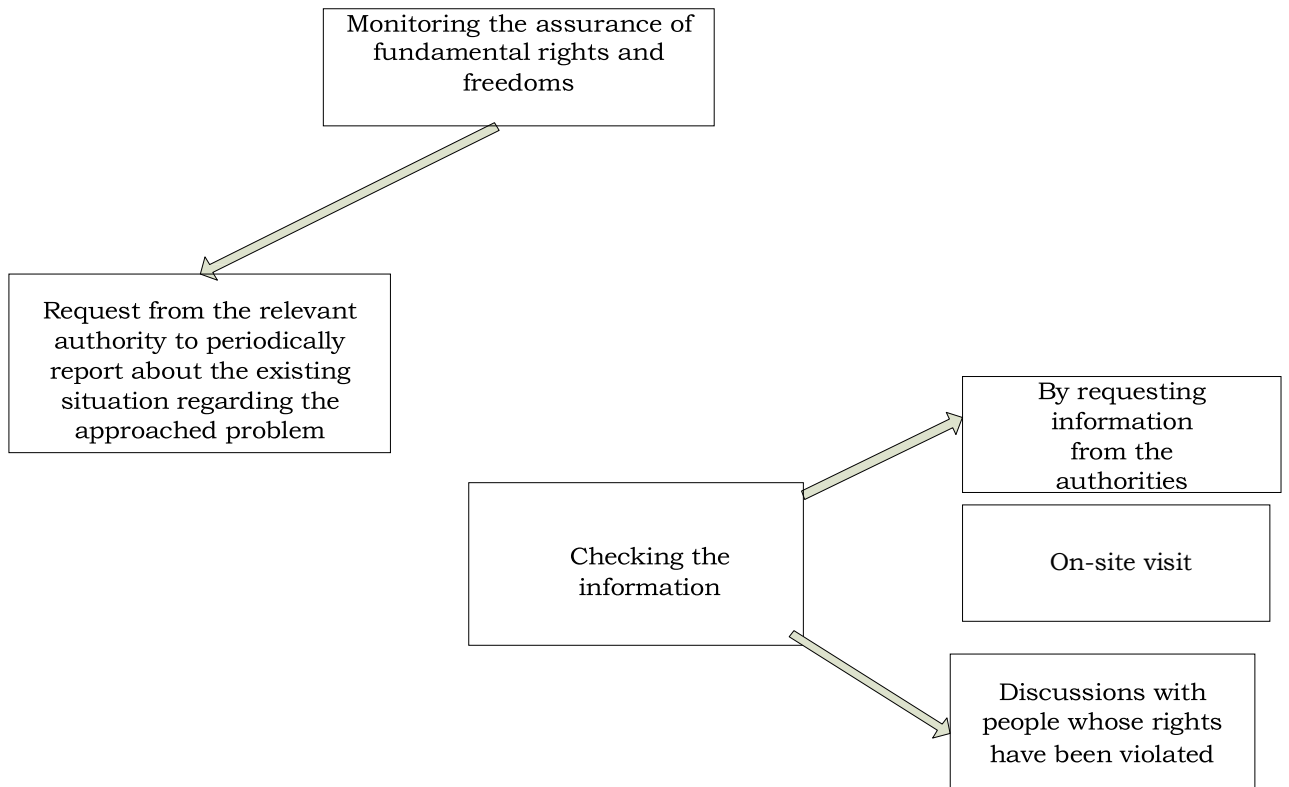 Monitoring the assurance of
fundamental rights and
freedoms
Request from the relevant
authority to periodically
report about the existing
situation regarding the
approached problem
By requesting
information
from the
authorities
Checking the
information
On-site visit
Discussions with
people whose rights
have been violated